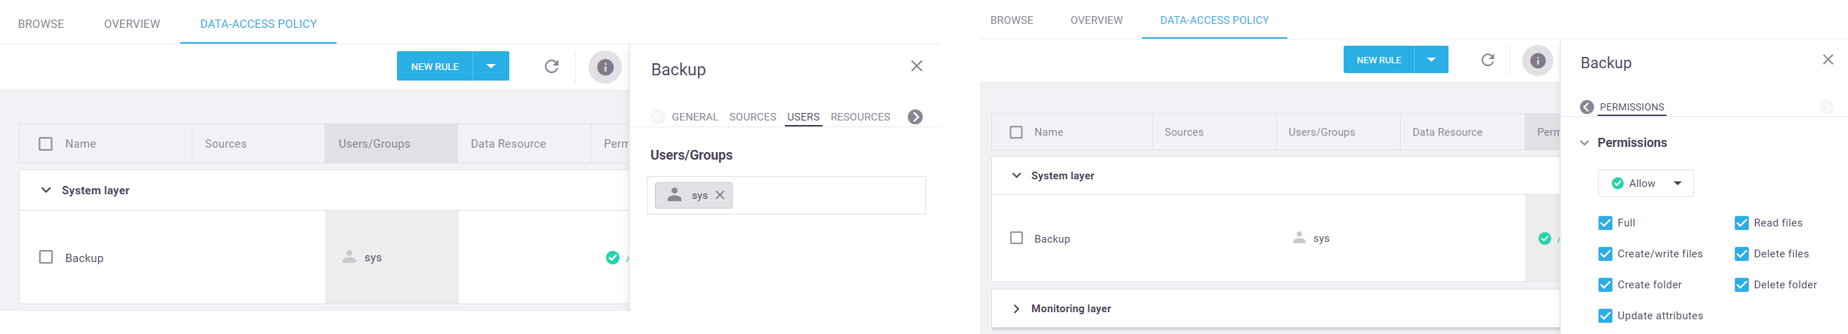 BROWSE OVERVIEW DATA-ACCESS POLICY
NEW RULE
Backup
GENERAL SOURCES USERS RESOURCES
Name Sources Users/Groups Data Resource Perm
Users/Groups
System layer
sys
Backup sys
BROWSE OVERVIEW DATA-ACCESS POLICY
NEW RULE
Backup
PERMISSIONS
Name Sources Users/Groups Data Resource Perm
Permissions
System layer
Allow
Full Read files
Backup sys
Create/write files Delete files
Create folder Delete folder
Monitoring layer
Update attributes